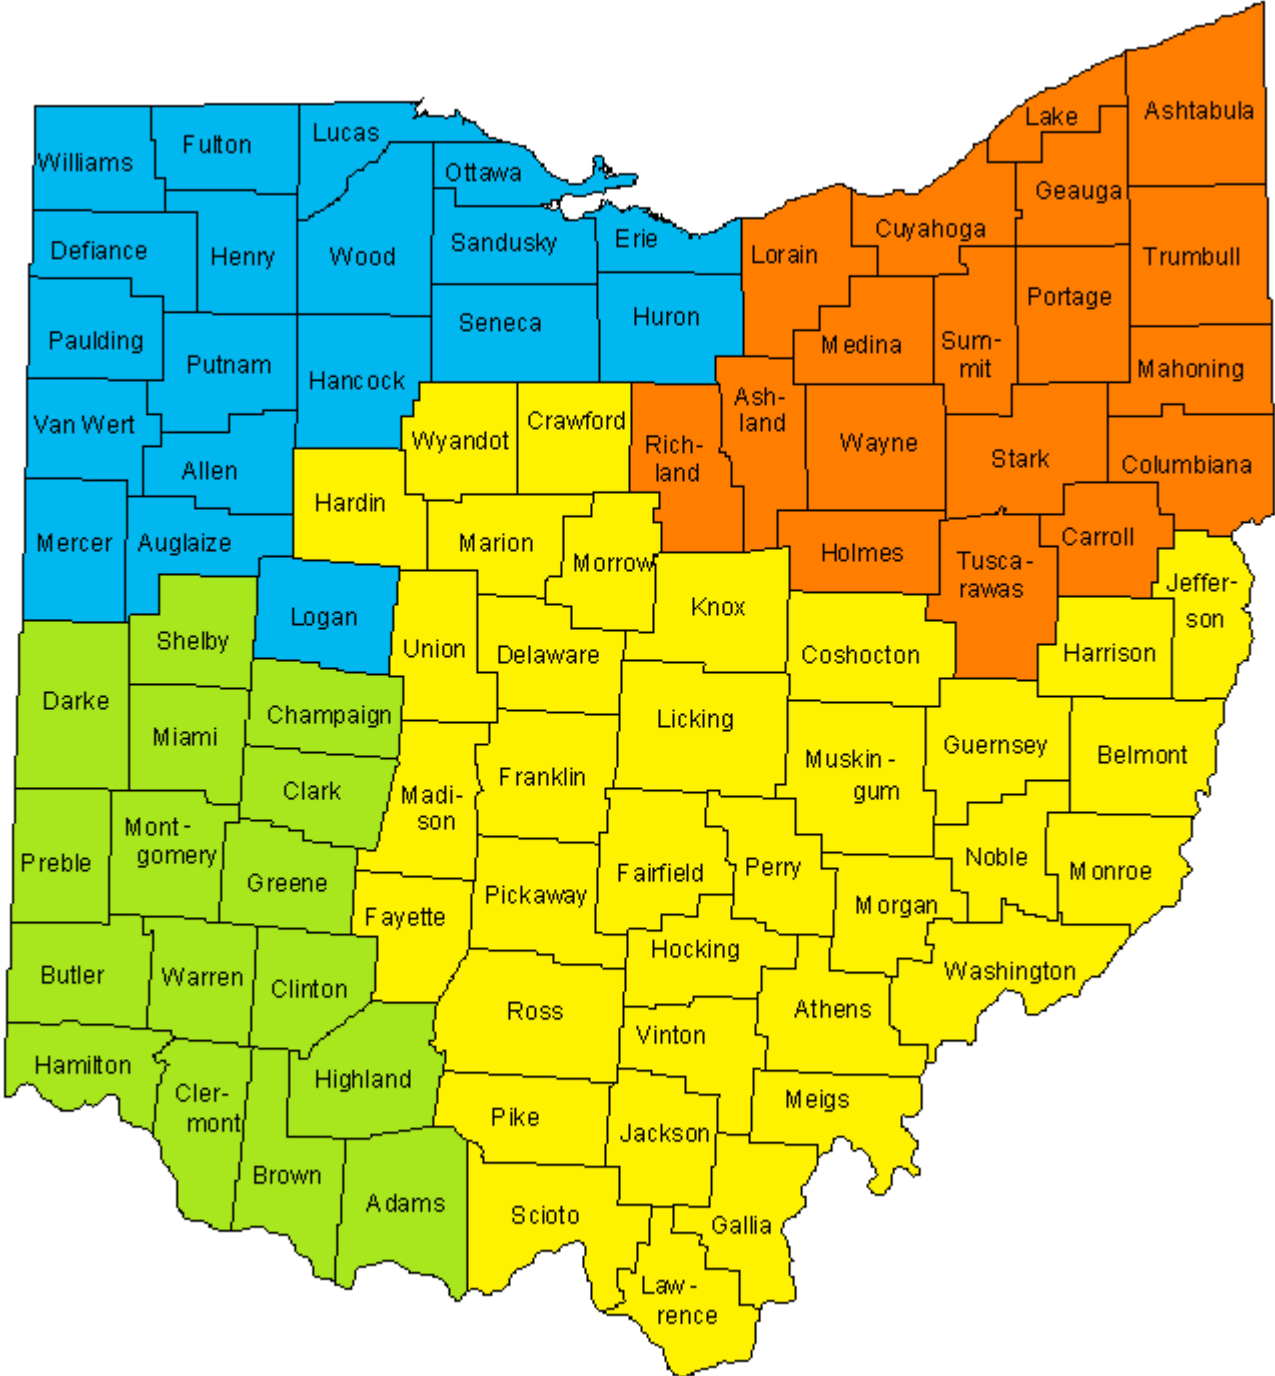 Ashtabula
Lake
Lucas
Fulton
Williams
Ottawa
Geauga
Cuyahoga
Erie
Sandusky
Defiance
Henry
Wood
Lorain
Trumbull
Portage
Huron
Seneca
Paulding
Medina
Sum-
mit
Putnam
Hancock
Mahoning
Ash-
land
Van Wert
Crawford
Wyandot
Rich-
land
Wayne
Stark
Columbiana
Allen
Hardin
Mercer
Auglaize
Marion
Morrow
Holmes
Carroll
Tusca-
rawas
Jeffer-
son
Logan
Knox
Shelby
Union
Delaware
Coshocton
Harrison
Darke
Champaign
Licking
Miami
Guernsey
Belmont
Muskin-
gum
Franklin
Clark
Madi-
son
Mont-
gomery
Preble
Greene
Fairfield
Perry
Noble
Monroe
Pickaway
Morgan
Fayette
Hocking
Butler
Warren
Clinton
Washington
Ross
Athens
Vinton
Hamilton
Highland
Cler-
mont
Meigs
Pike
Jackson
Brown
Adams
Scioto
Gallia
Law-
rence